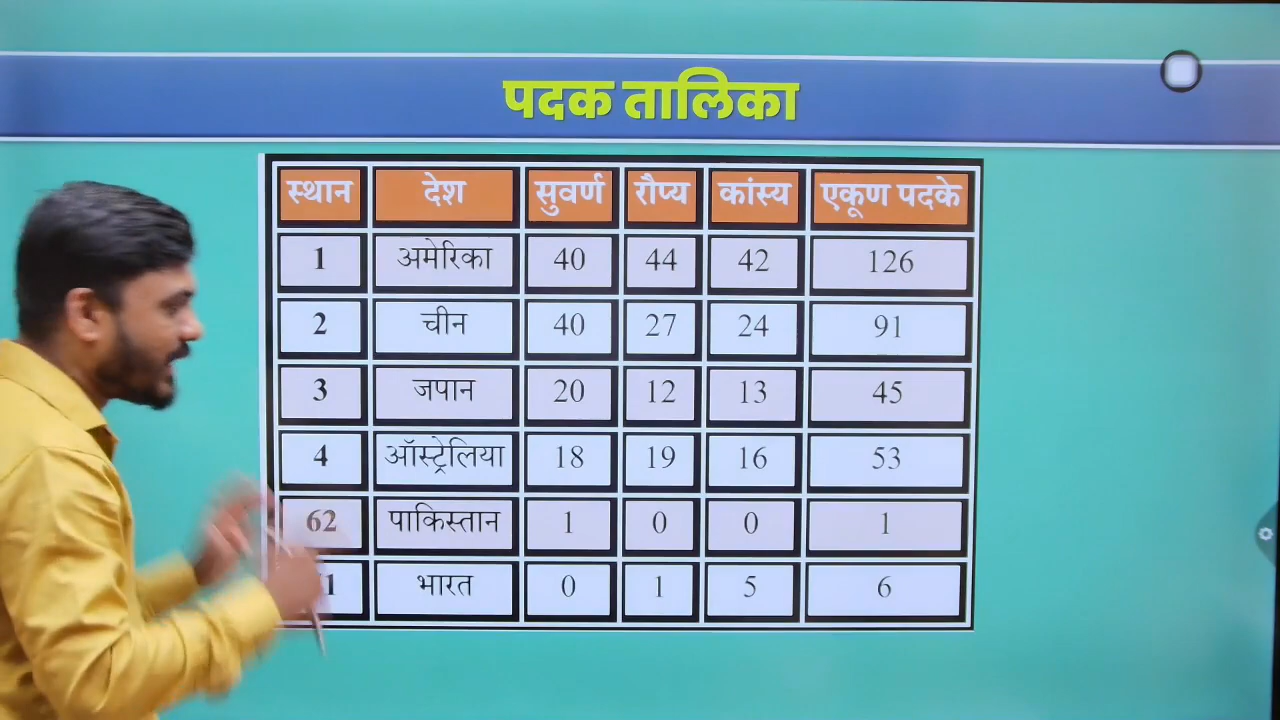 पदक तालिका
स्थान देश सुवर्ण रौप्य कांस्य एकूण पदके
1 अमेरिका 40 44 42 126
2 चीन 40 27 24 91
3 जपान 20 12 13 45
4 ऑस्ट्रेलिया 18 19 16 53
62 पाकिस्तान 1 0 0 1
भारत 0 1 5 6